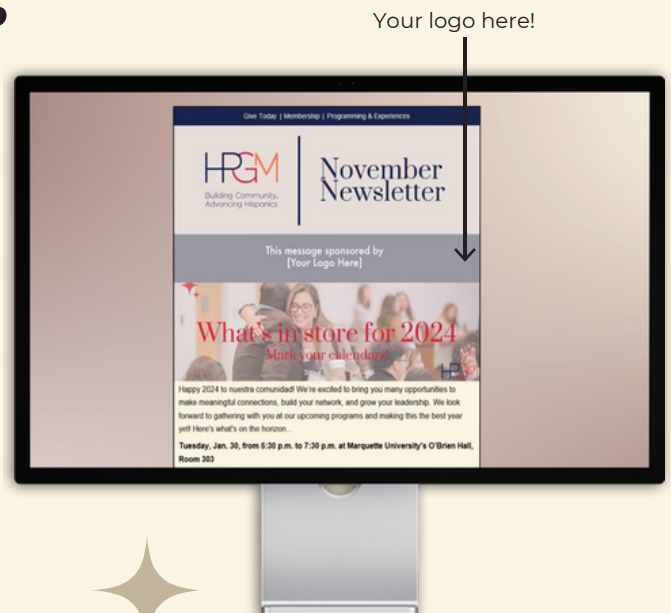 Your logo here!
Give Today | Membership | Programming & Experiences
HPGM
Building Community,
Advancing Hispanics
November
Newsletter
This message sponsored by
[Your Logo Here]
What's in store for 2024
Mark your calendars!
HP
Happy 2024 to nuestra comunidad! We're excited to bring you many opportunities to
make meaningful connections, build your network, and grow your leadership. We look
forward to gathering with you at our upcoming programs and making this the best year
yet! Here's what's on the horizon...
Tuesday, Jan. 30, from 5:30 p.m. to 7:30 p.m. at Marquette University's O'Brien Hall,
Room 303